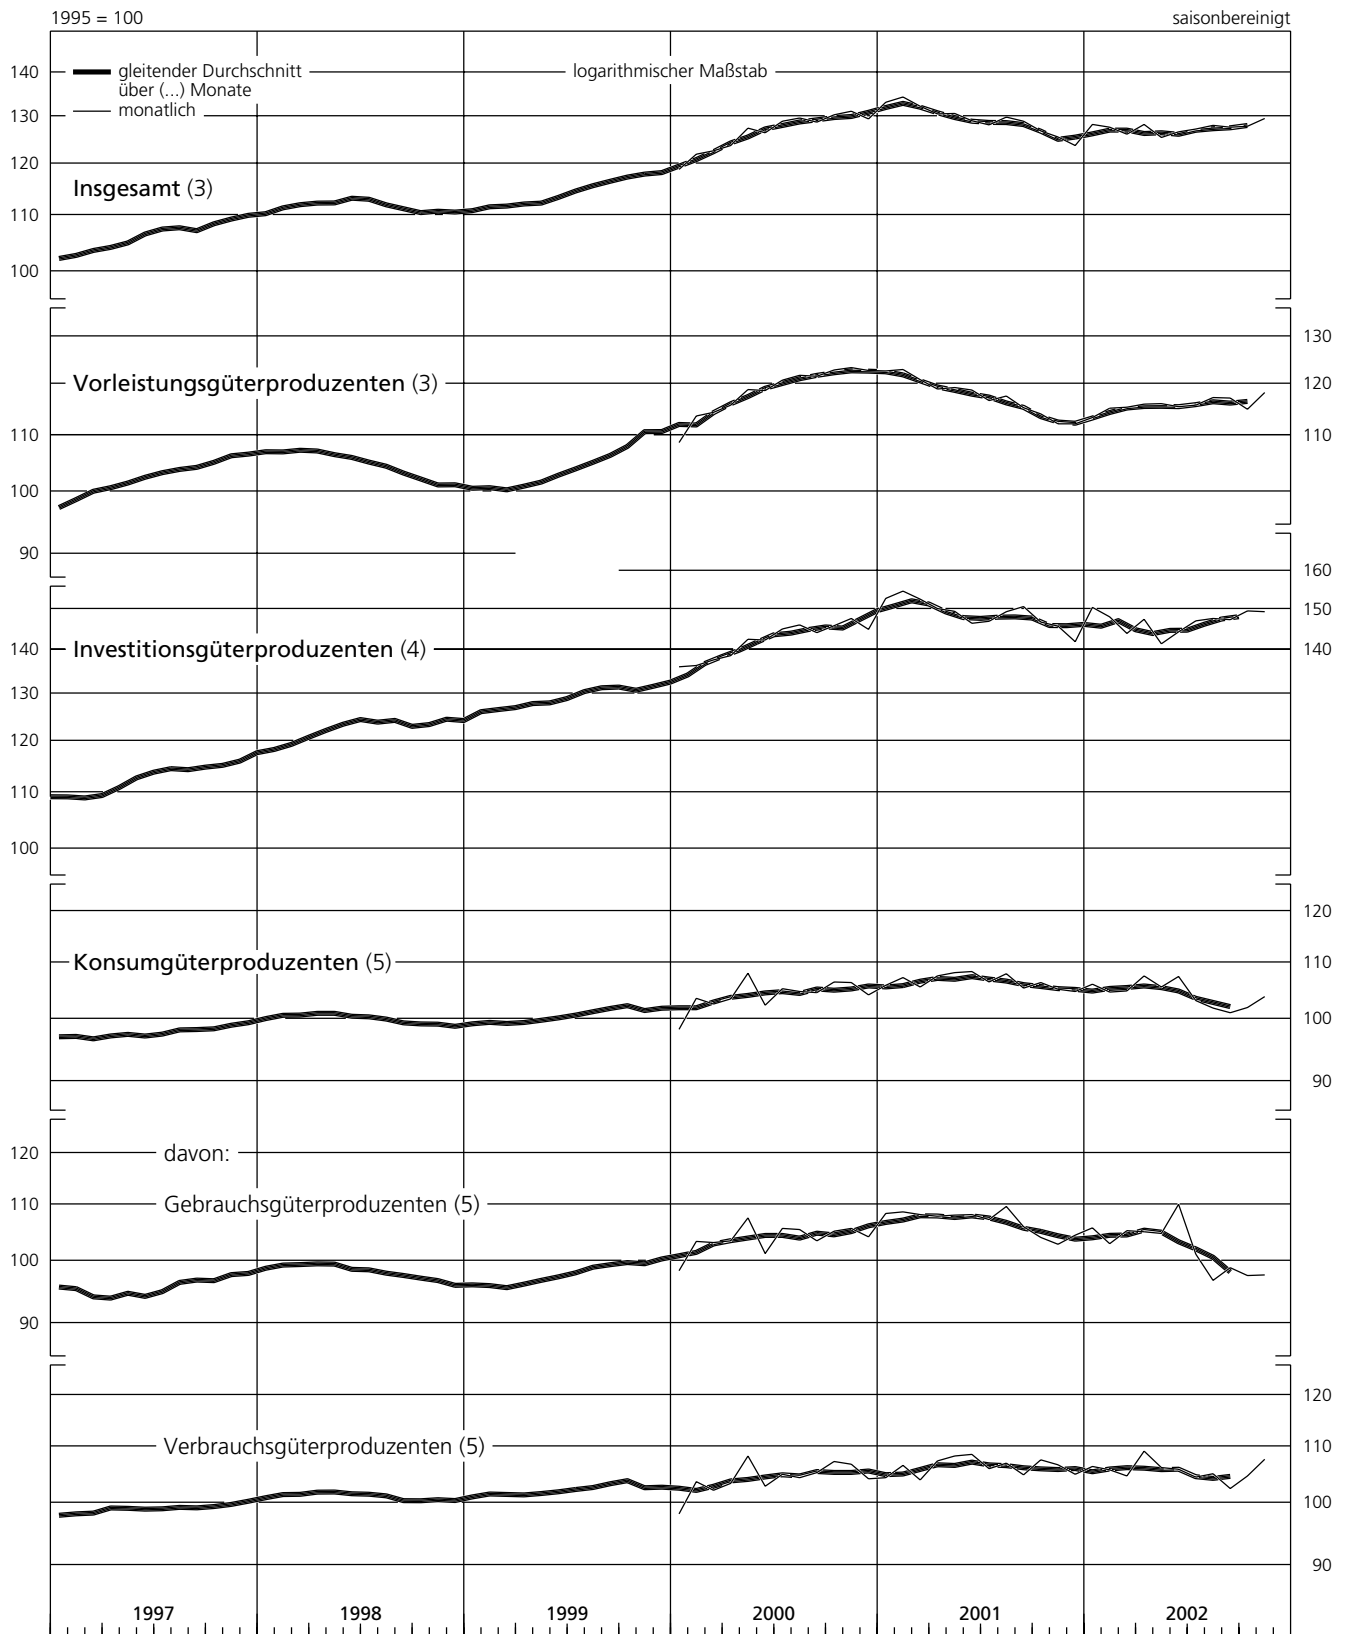 1995 = 100 saisonbereinigt
140 gleitender Durchschnitt logarithmischer Maßstab
über (...) Monate
130 monatlich
120
Insgesamt (3)
110
100
130
Vorleistungsgüterproduzenten (3) 120
110 110
100
90
160
150
140 Investitionsgüterproduzenten (4) 140
130
120
110
100
120
Konsumgüterproduzenten (5) 110
100
90
120 davon:
110 Gebrauchsgüterproduzenten (5)
100
90
120
Verbrauchsgüterproduzenten (5) 110
100
90
1997 1998 1999 2000 2001 2002